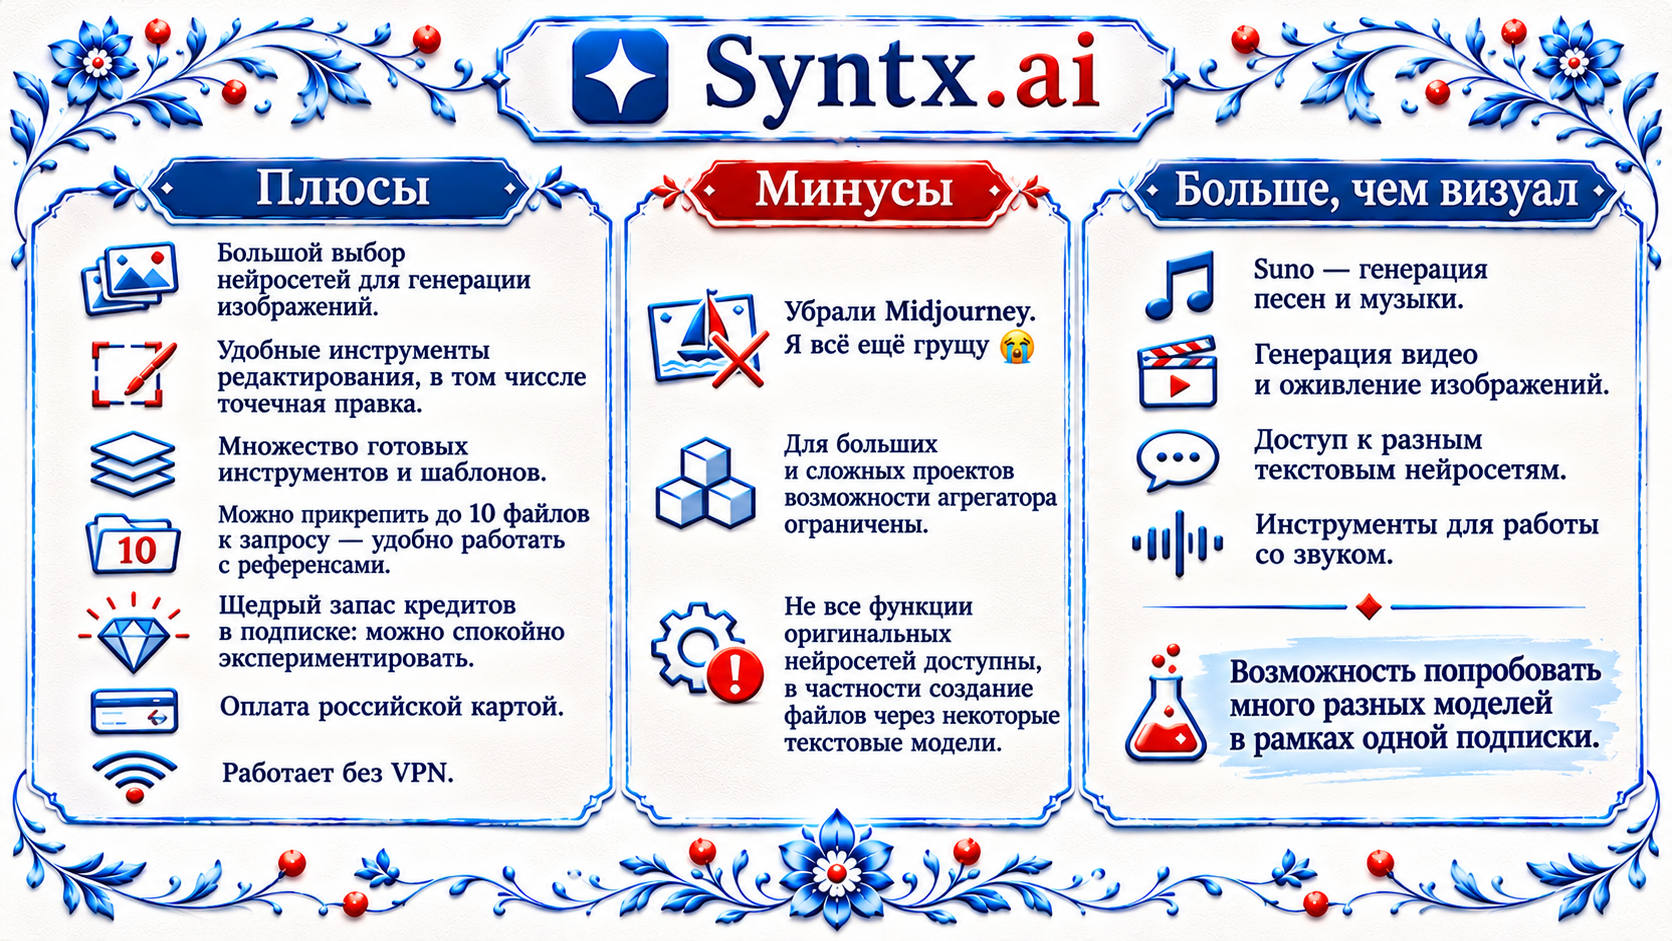 Syntx.ai
Плюсы
Большой выбор
нейросетей для генерации
изображений.
Удобные инструменты
редактирования, в том чиссле
точечная правка.
Множество готовых
инструментов и шаблонов.
10
Можно прикрепить до 10 файлов
к запросу — удобно работать
с референсами.
Щедрый запас кредитов
в подписке: можно спокойно
экспериментировать.
Оплата российской картой.
Работает без VPN.
Минусы
Убрали Midjourney.
Я всё ещё грущу 😭
Для больших
и сложных проектов
возможности агрегатора
ограничены.
Не все функции
оригинальных
нейросетей доступны,
в частности создание
файлов через некоторые
текстовые модели.
Больше, чем визуал
Suno — генерация
песен и музыки.
Генерация видео
и оживление изображений.
Доступ к разным
текстовым нейросетям.
Инструменты для работы
со звуком.
Возможность попробовать
много разных моделей
в рамках одной подписки.